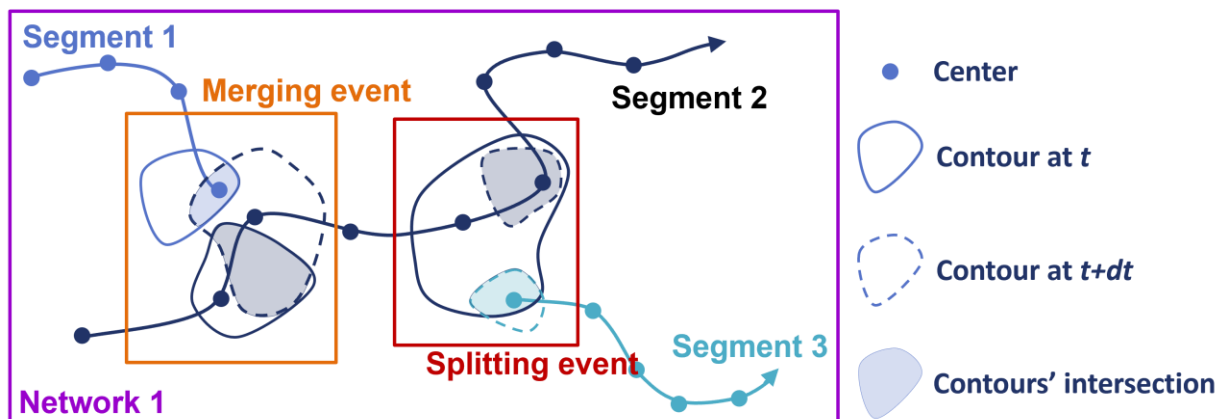 Segment 1
Merging event
Segment 2
Splitting event
Segment 3
Network 1
Center
Contour at t
Contour at t+dt
Contours' intersection